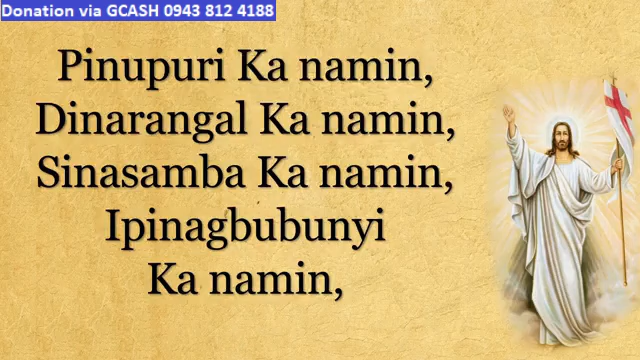 Donation via GCASH 0943 812 4188
Pinupuri Ka namin,
Dinarangal Ka namin,
Sinasamba Ka namin,
Ipinagbubunyi
Ka namin,